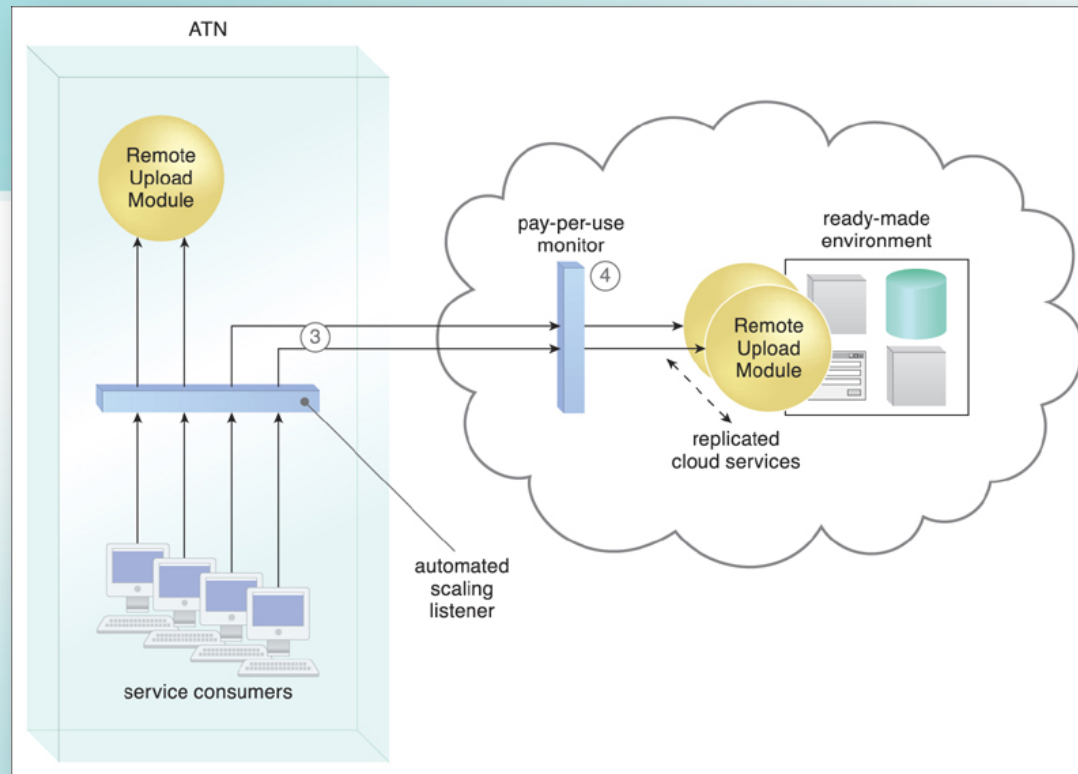 ATN
Remote
Upload
Module
pay-per-use
monitor
4
ready-made
environment
3
Remote
Upload
Module
replicated
cloud services
automated
scaling
listener
service consumers